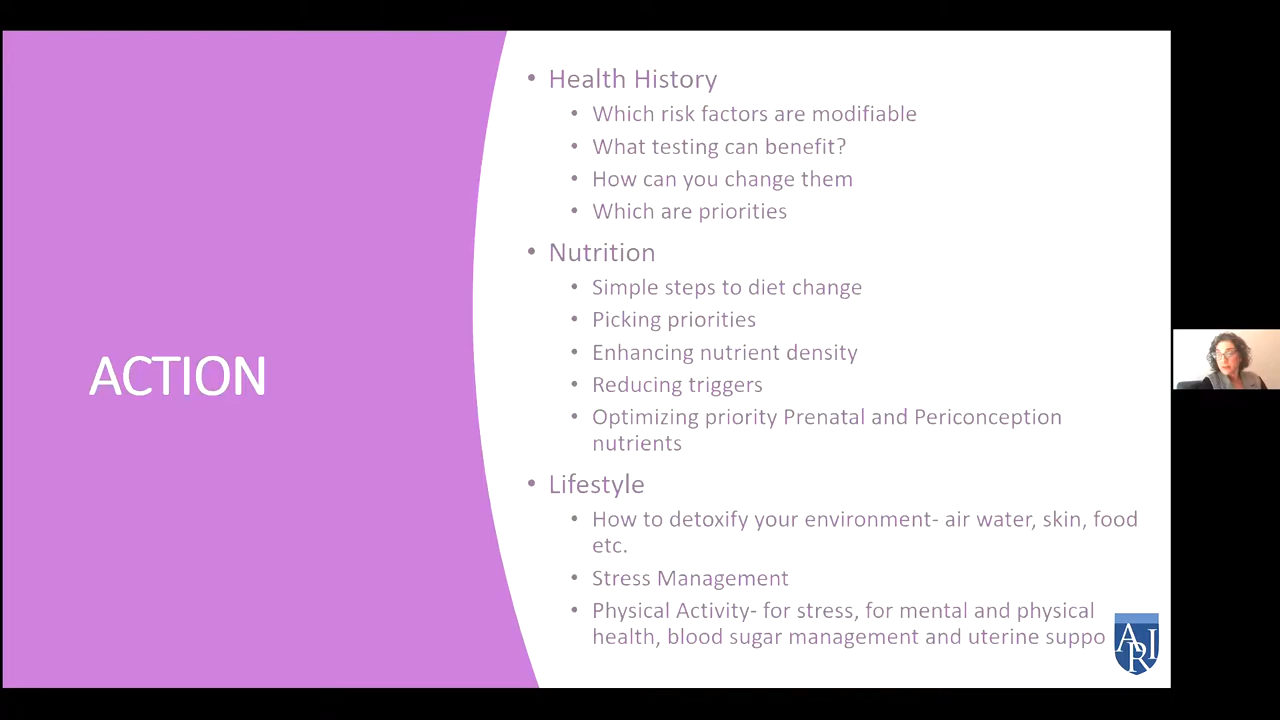 ACTION
• Health History
• Which risk factors are modifiable
• What testing can benefit?
• How can you change them
• Which are priorities
• Nutrition
• Simple steps to diet change
• Picking priorities
• Enhancing nutrient density
• Reducing triggers
• Optimizing priority Prenatal and Periconception
nutrients
• Lifestyle
• How to detoxify your environment- air water, skin, food
etc.
• Stress Management
• Physical Activity- for stress, for mental and physical
health, blood sugar management and uterine suppo
ARI